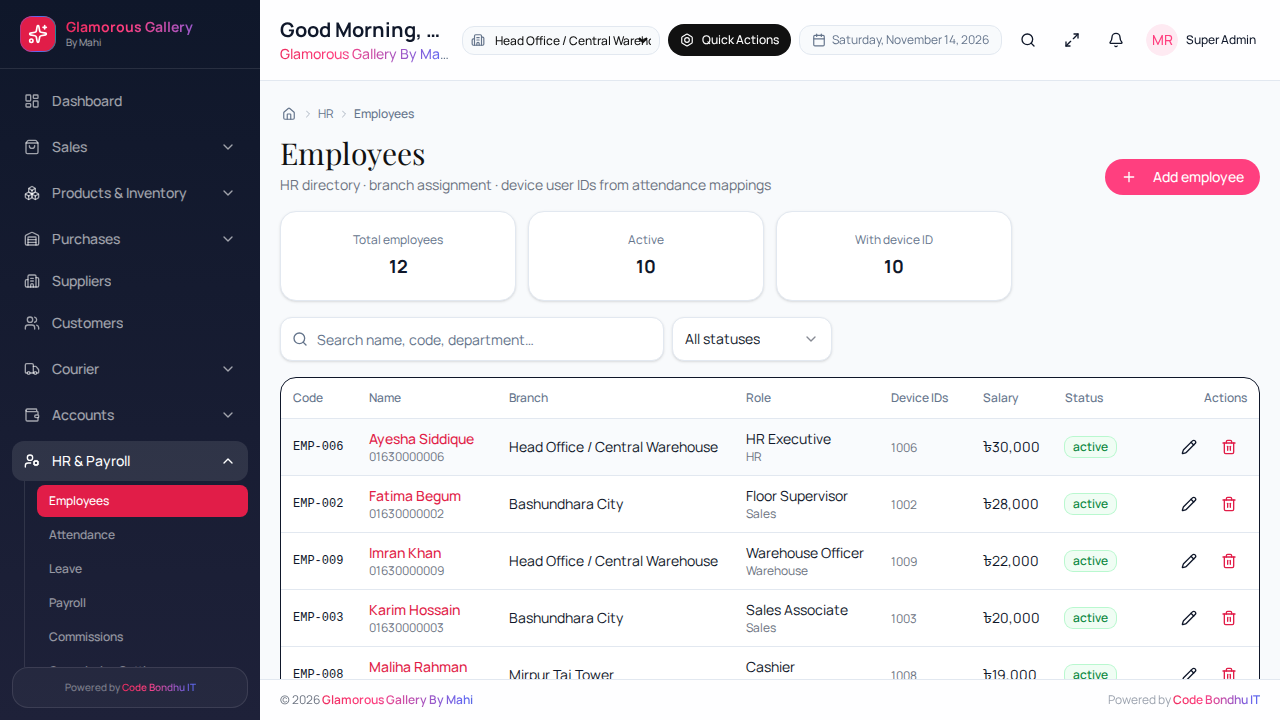 Glamorous Gallery
By Mahi
Dashboard
Sales
Products & Inventory
Purchases
Suppliers
Customers
Courier
Accounts
HR & Payroll
Employees
Attendance
Leave
Payroll
Commissions
Powered by Code Bondhu IT
Good Morning, ...
Glamorous Gallery By Ma...
Head Office / Central
Quick Actions
Saturday, November 14, 2026
MR
Super Admin
HR
Employees
Employees
HR directory · branch assignment · device user IDs from attendance mappings
Add employee
Total employees
12
Active
10
With device ID
10
Search name, code, department...
All statuses
Code Name Branch Role Device IDs Salary Status Actions
EMP-006 Ayesha Siddique Head Office / Central Warehouse HR Executive 1006 ৳30,000 active
01630000006 HR
EMP-002 Fatima Begum Bashundhara City Floor Supervisor 1002 ৳28,000 active
01630000002 Sales
EMP-009 Imran Khan Head Office / Central Warehouse Warehouse Officer 1009 ৳22,000 active
01630000009 Warehouse
EMP-003 Karim Hossain Bashundhara City Sales Associate 1003 ৳20,000 active
01630000003 Sales
EMP-008 Maliha Rahman Mirpur Taj Tower Cashier 1008 ৳19,000 active
© 2026 Glamorous Gallery By Mahi
Powered by Code Bondhu IT